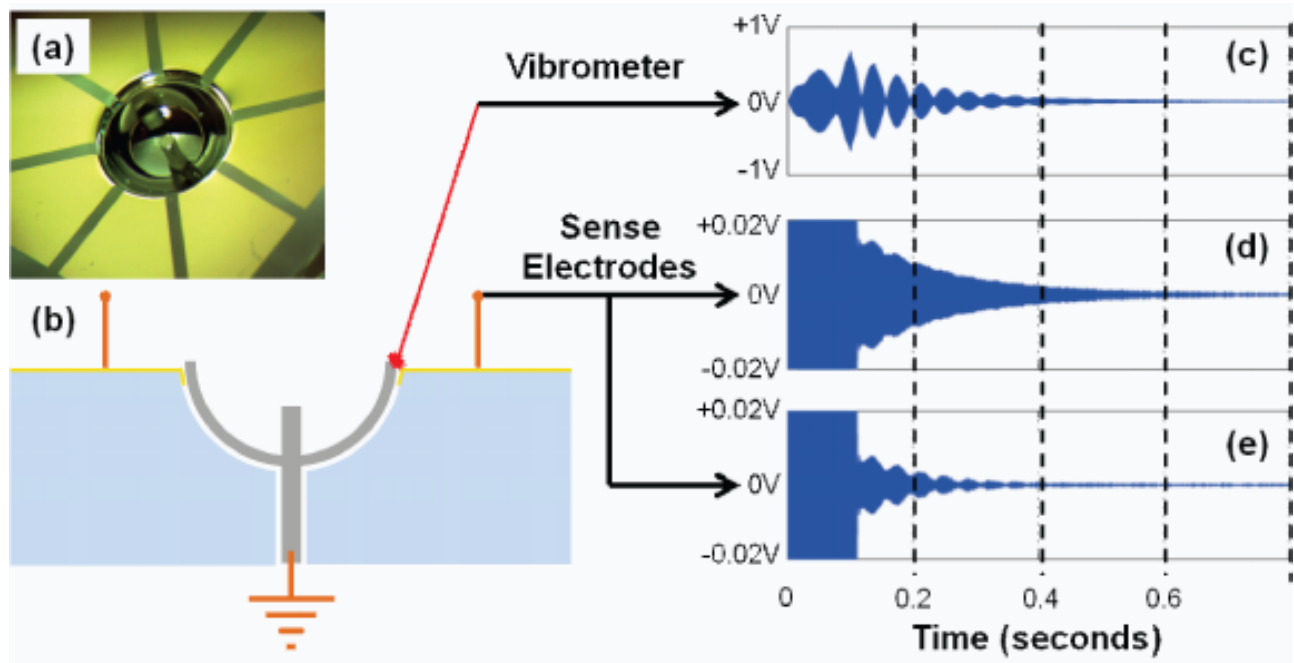 (a)
Vibrometer
+1V
(c)
0V
-1V
Sense
Electrodes
+0.02V
(d)
0V
-0.02V
(b)
+0.02V
(e)
0V
-0.02V
0
0.2
0.4
0.6
Time (seconds)